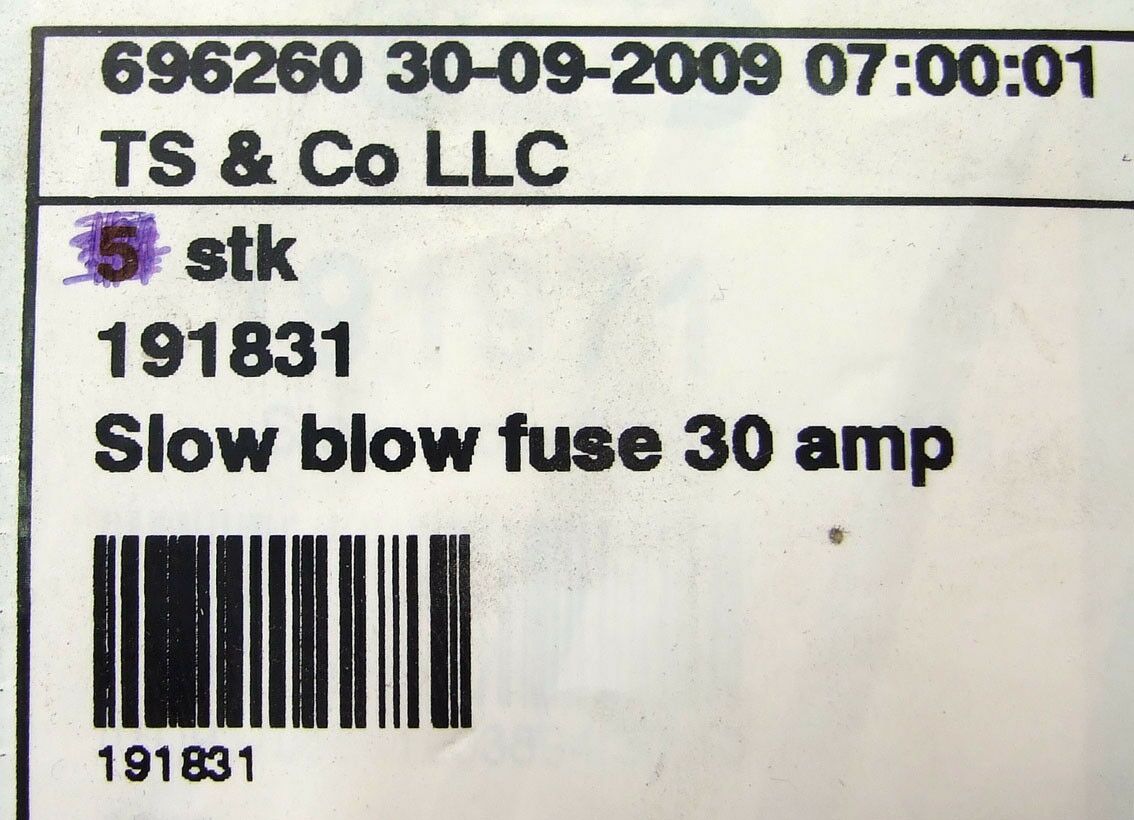 696260 30-09-2009 07:00:01
TS & Co LLC
5 stk
191831
Slow blow fuse 30 amp
191831